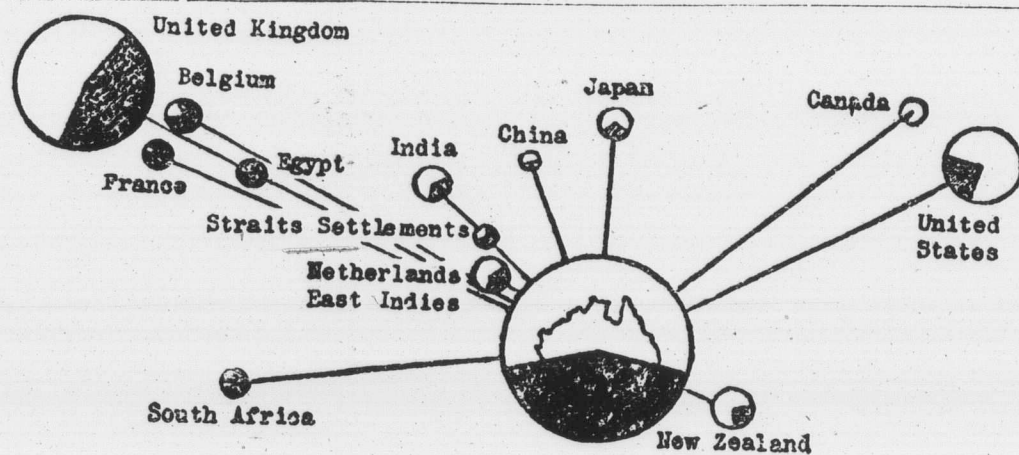 United Kingdom
Belgium
Japan
Canada
China
India
Egypt
France
Straits Settlements
United
States
Netherlands
East Indies
South Africa
New Zealand